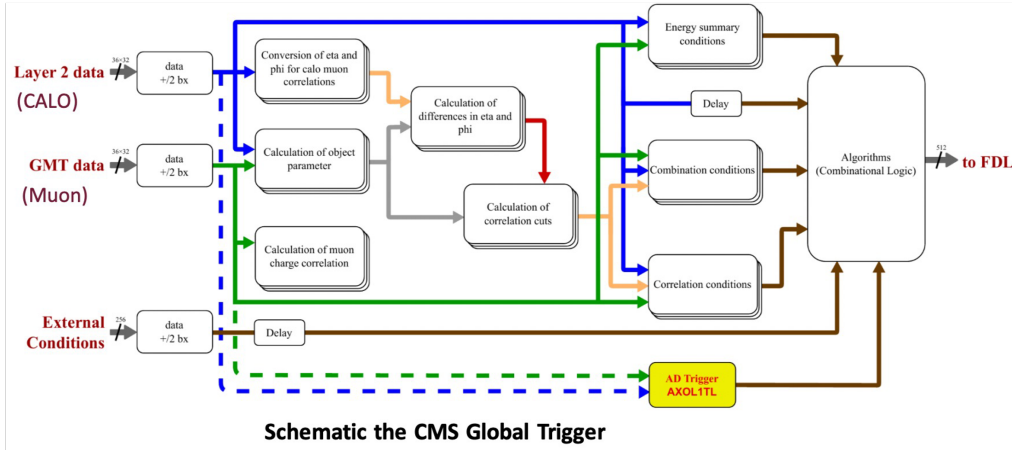 36×32
Layer 2 data
(CALO)
data
+/2 bx
Conversion of eta and
phi for calo muon
correlations
Energy summary
conditions
Calculation of
differences in eta and
phi
Delay
36×32
GMT data
(Muon)
data
+/2 bx
Calculation of object
parameter
Combination conditions
Algorithms
(Combinational Logic)
512
to FDL
Calculation of
correlation cuts
Calculation of muon
charge correlation
Correlation conditions
256
External
Conditions
data
+/2 bx
Delay
AD Trigger
AXOL1TL
Schematic the CMS Global Trigger